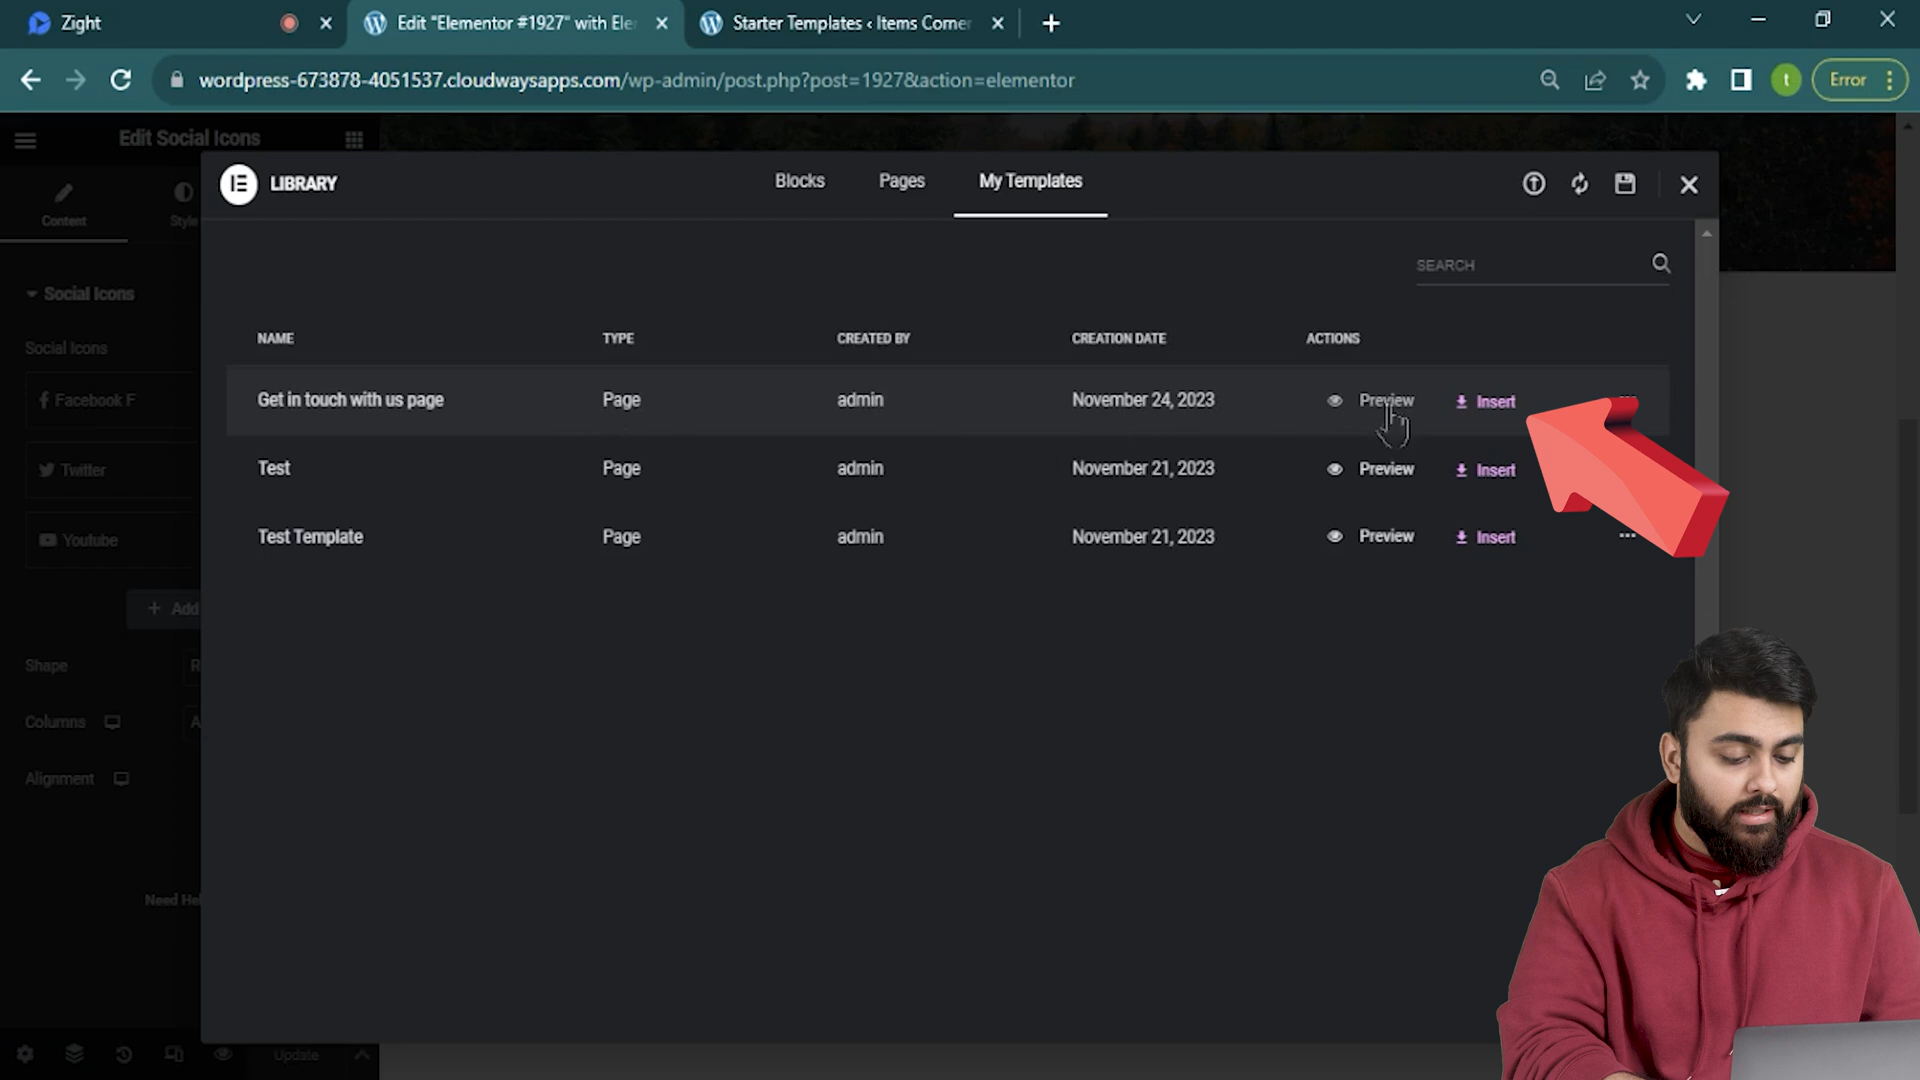 Zight
Edit "Elementor #1927" with Ele
Starter Templates ‹ Items Corner
wordpress-673878-4051537.cloudwaysapps.com/wp-admin/post.php?post=1927&action=elementor
t
Error
Edit Social Icons
Content
Style
LIBRARY
Blocks
Pages
My Templates
SEARCH
NAME
TYPE
CREATED BY
CREATION DATE
ACTIONS
Get in touch with us page
Page
admin
November 24, 2023
Preview
Insert
Test
Page
admin
November 21, 2023
Preview
Insert
Test Template
Page
admin
November 21, 2023
Preview
Insert
Social Icons
Social Icons
Facebook F
Twitter
Youtube
+ Add
Shape
R
Columns
A
Alignment
Need Hel
Update